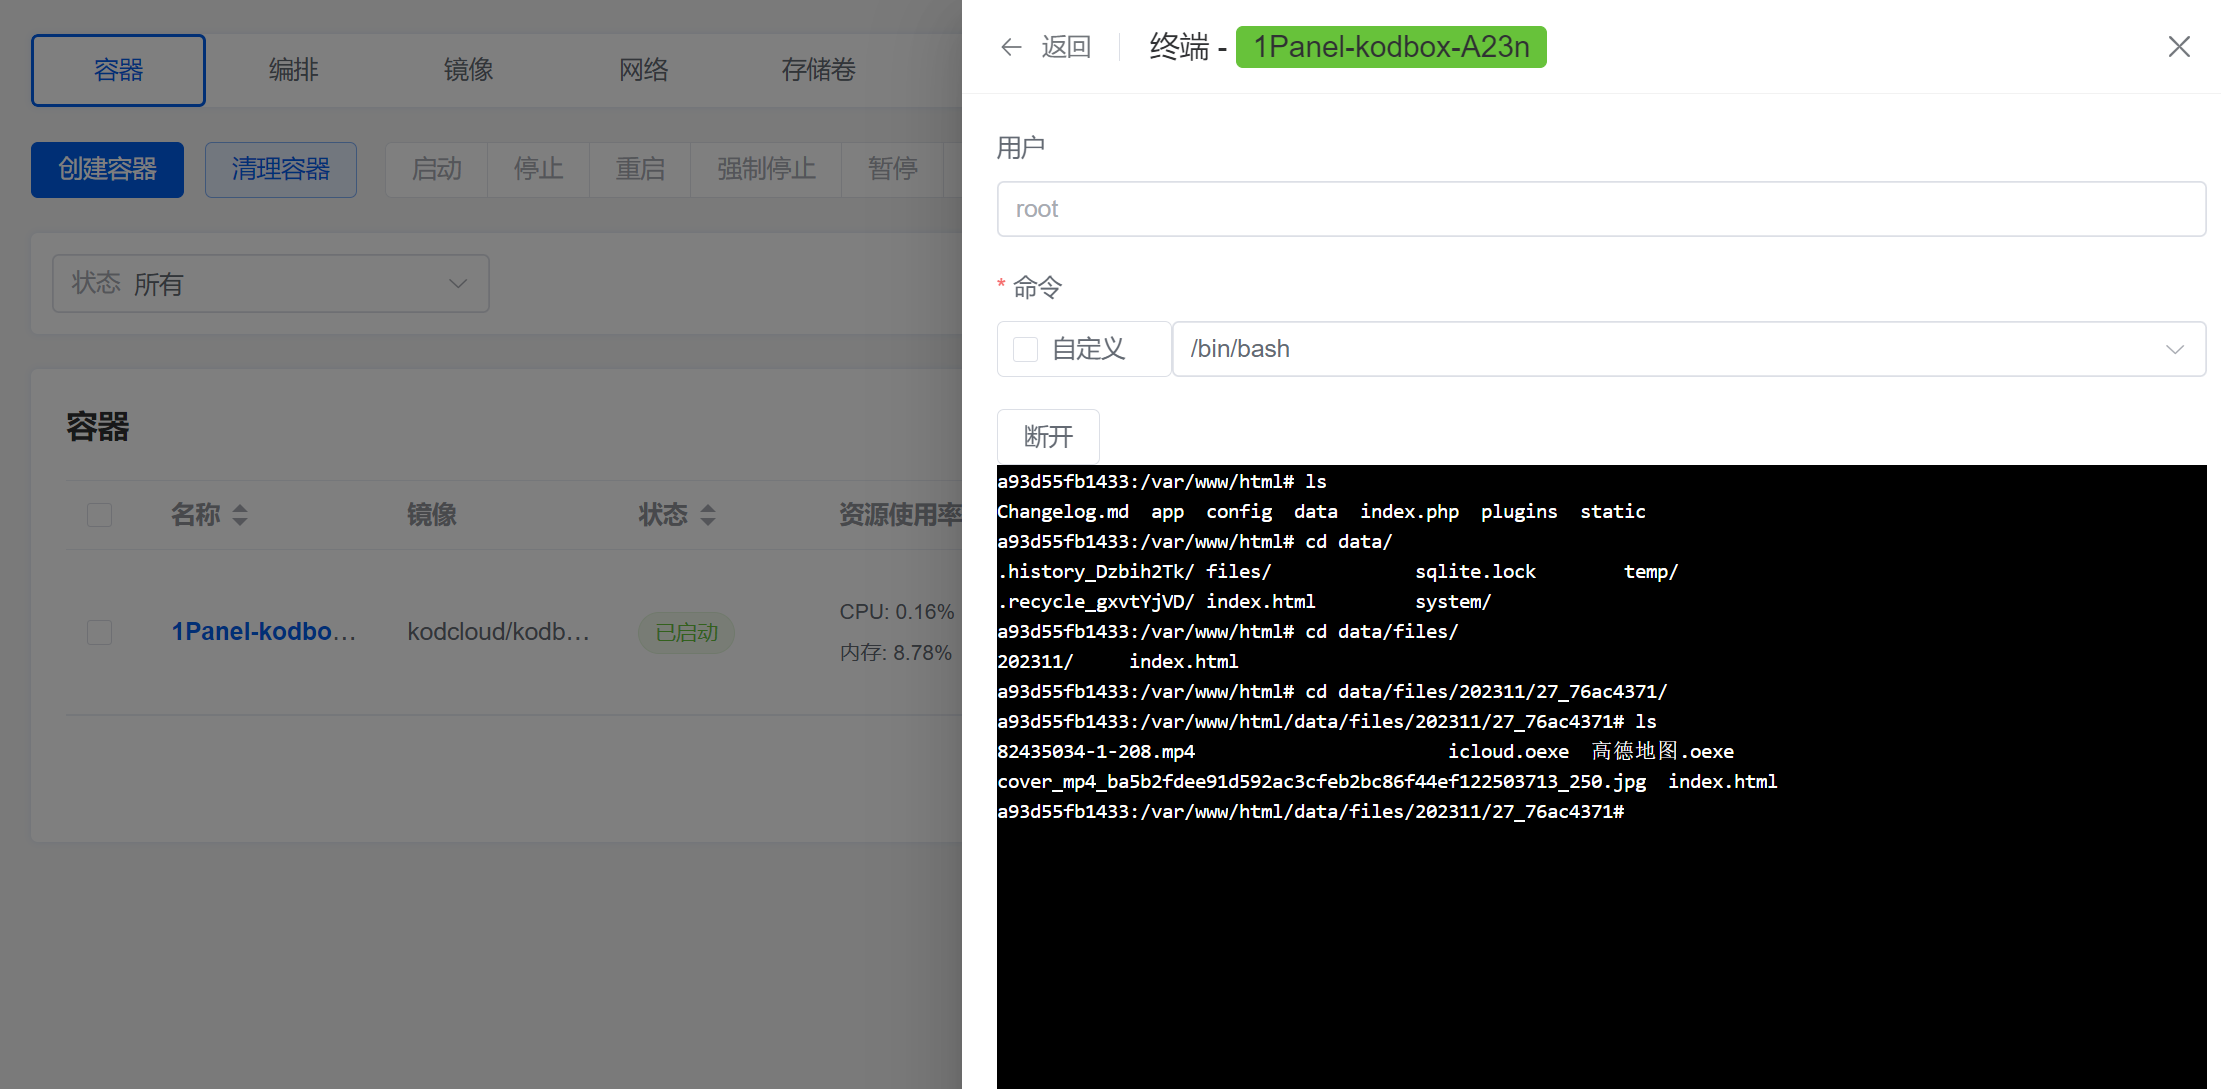 容器 编排 镜像 网络 存储卷
创建容器 清理容器 启动 停止 重启 强制停止 暂停
状态 所有
容器
名称 镜像 状态 资源使用率
1Panel-kodbo... kodcloud/kodb... 已启动 CPU: 0.16%
内存: 8.78%
返回 终端 - 1Panel-kodbox-A23n
用户
root
* 命令
自定义 /bin/bash
断开
a93d55fb1433:/var/www/html# ls
Changelog.md  app  config  data  index.php  plugins  static
a93d55fb1433:/var/www/html# cd data/
.history_Dzbih2Tk/ files/             sqlite.lock        temp/
.recycle_gxvtYjVD/ index.html         system/
a93d55fb1433:/var/www/html# cd data/files/
202311/     index.html
a93d55fb1433:/var/www/html# cd data/files/202311/27_76ac4371/
a93d55fb1433:/var/www/html/data/files/202311/27_76ac4371# ls
82435034-1-208.mp4                       icloud.oexe  高德地图.oexe
cover_mp4_ba5b2fdee91d592ac3cfeb2bc86f44ef122503713_250.jpg  index.html
a93d55fb1433:/var/www/html/data/files/202311/27_76ac4371#